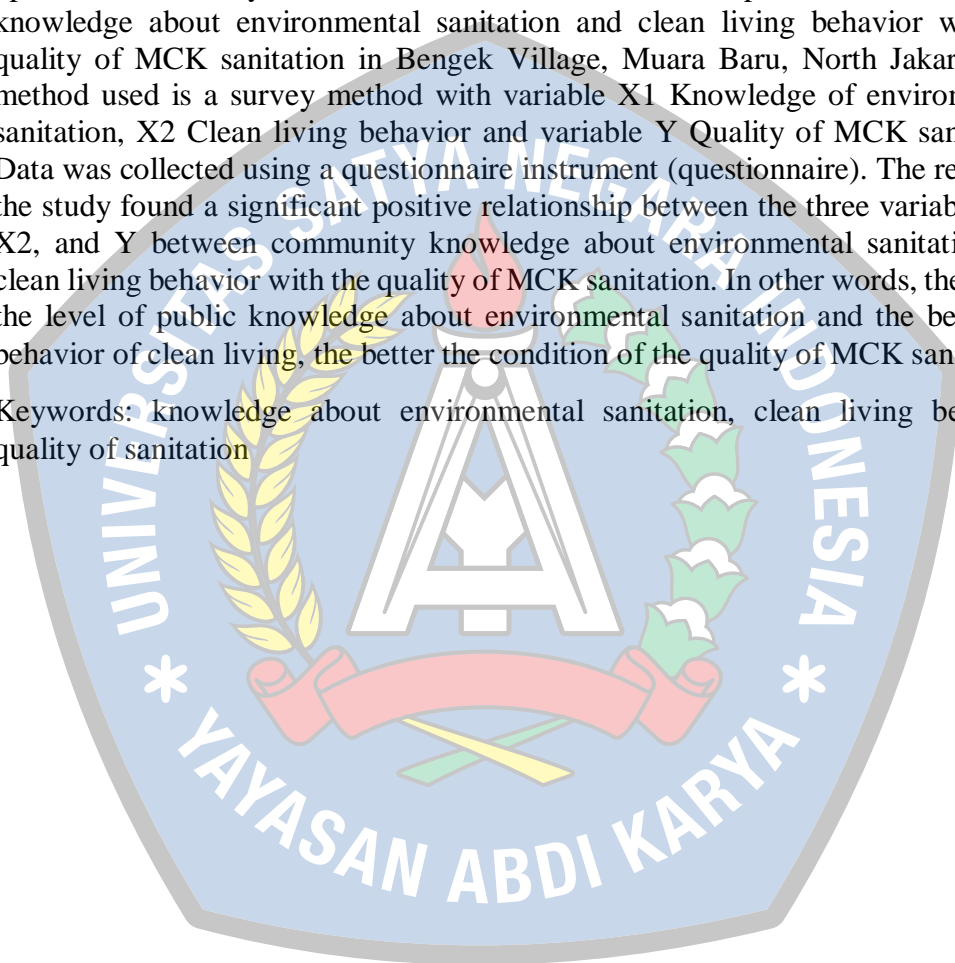 knowledge about environmental sanitation and clean living behavior w
quality of MCK sanitation in Bengek Village, Muara Baru, North Jakar
method used is a survey method with variable X1 Knowledge of environ
sanitation, X2 Clean living behavior and variable Y Quality of MCK san
Data was collected using a questionnaire instrument (questionnaire). The re
the study found a significant positive relationship between the three variab
X2, and Y between community knowledge about environmental sanitati
clean living behavior with the quality of MCK sanitation. In other words, the
the level of public knowledge about environmental sanitation and the be
behavior of clean living, the better the condition of the quality of MCK san
Keywords: knowledge about environmental sanitation, clean living be
quality of sanitation
UNIVERSITAS SATYA NEGARA INDONESIA
* YAYASAN ABDI KARYA *